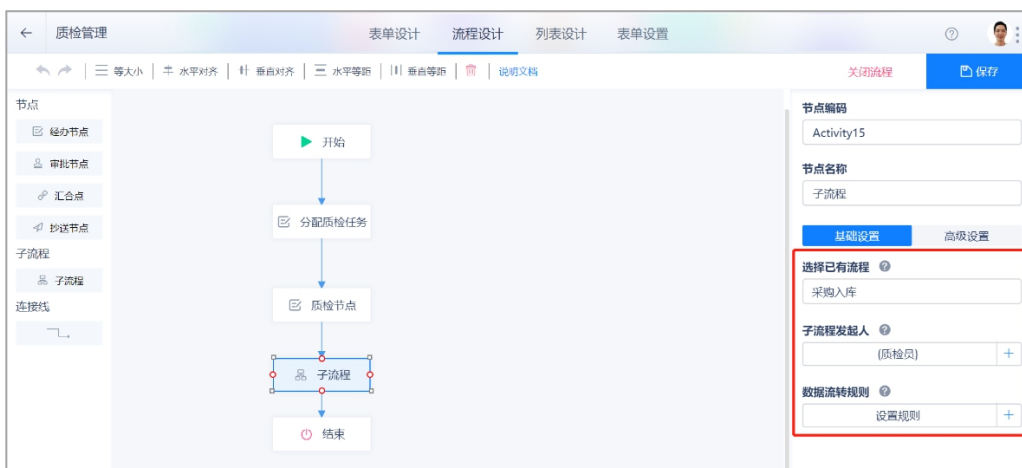 质检管理
表单设计 流程设计 列表设计 表单设置
等大小 水平对齐 垂直对齐 水平等距 垂直等距 说明文档 关闭流程 保存
节点
经办节点
审批节点
汇合点
抄送节点
子流程
子流程
连接线
开始
分配质检任务
质检节点
子流程
结束
节点编码
Activity15
节点名称
子流程
基础设置 高级设置
选择已有流程
采购入库
子流程发起人
(质检员)
数据流转规则
设置规则